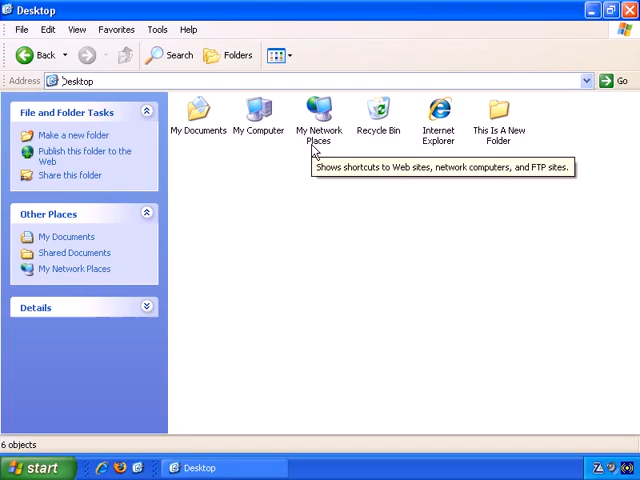 Desktop
File Edit View Favorites Tools Help
Back Search Folders
Address Desktop Go
File and Folder Tasks
Make a new folder
Publish this folder to the
Web
Share this folder
Other Places
My Documents
Shared Documents
My Network Places
Details
My Documents
My Computer
My Network
Places
Recycle Bin
Internet
Explorer
This Is A New
Folder
Shows shortcuts to Web sites, network computers, and FTP sites.
6 objects
start
Desktop